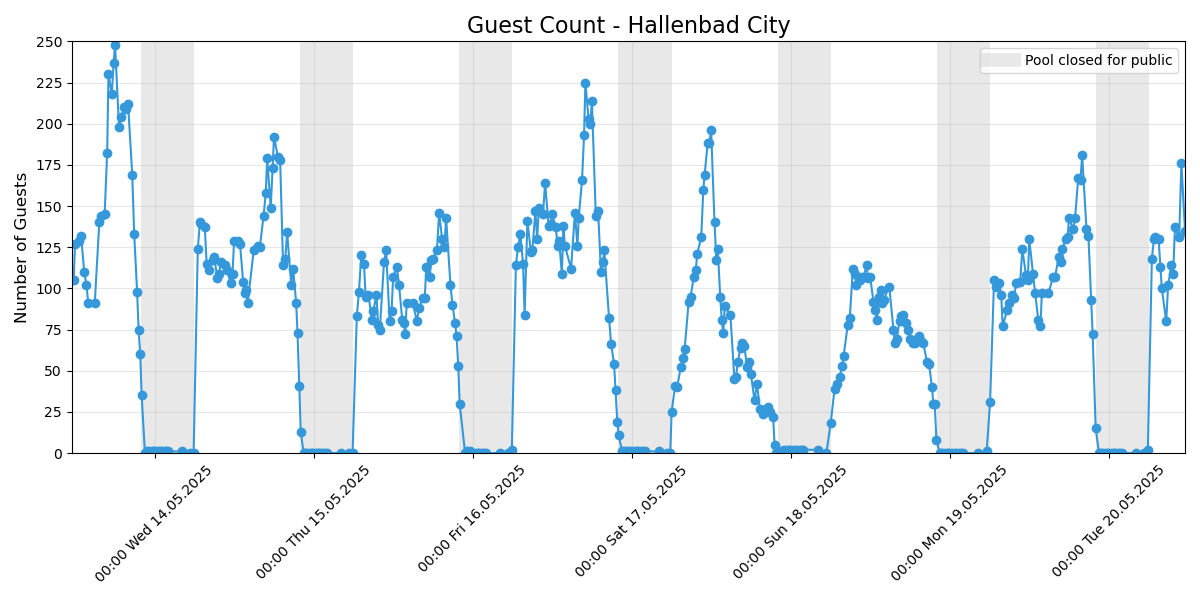 Guest Count - Hallenbad City
Pool closed for public
Number of Guests
250
225
200
175
150
125
100
75
50
25
0
00:00 Wed 14.05.2025
00:00 Thu 15.05.2025
00:00 Fri 16.05.2025
00:00 Sat 17.05.2025
00:00 Sun 18.05.2025
00:00 Mon 19.05.2025
00:00 Tue 20.05.2025